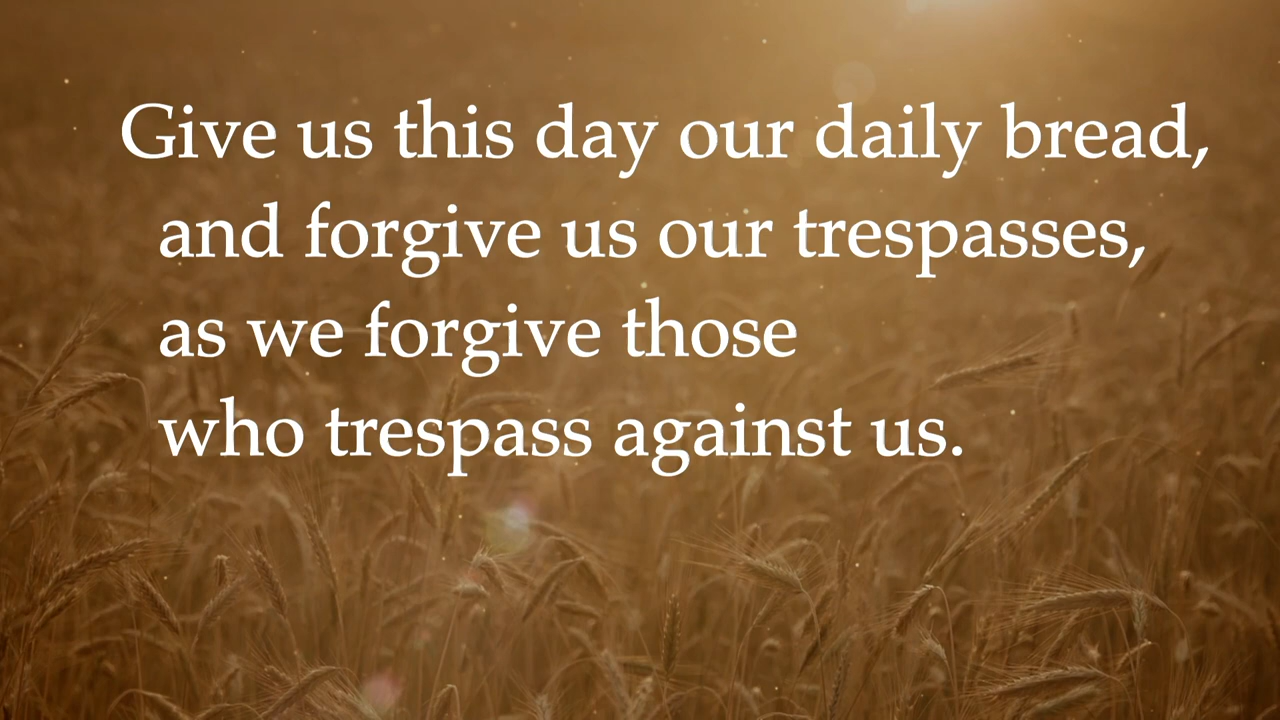 Give us this day our daily bread,
and forgive us our trespasses,
as we forgive those
who trespass against us.